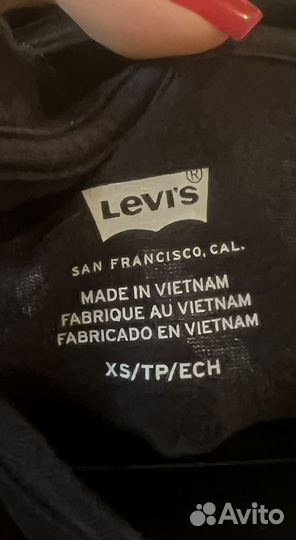 Levi's®
SAN FRANCISCO, CAL.
MADE IN VIETNAM
FABRIQUE AU VIETNAM
FABRICADO EN VIETNAM
XS/TP/ECH
Avito